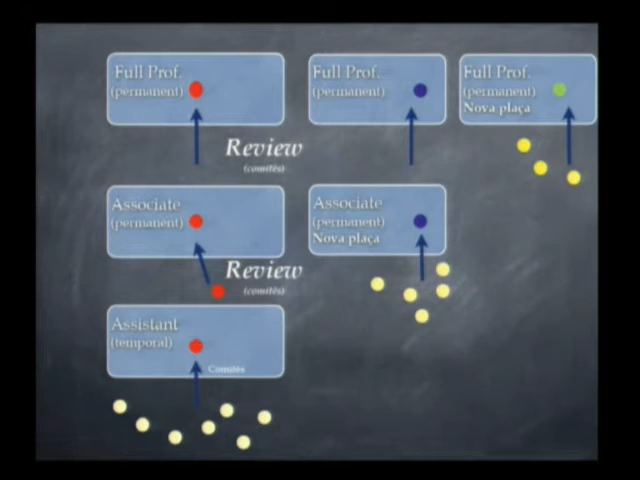 Full Prof.
(permanent)
Full Prof.
(permanent)
Full Prof.
(permanent)
Nova plaça
Review
(comitès)
Associate
(permanent)
Associate
(permanent)
Nova plaça
Review
(comitès)
Assistant
(temporal)
Comitès